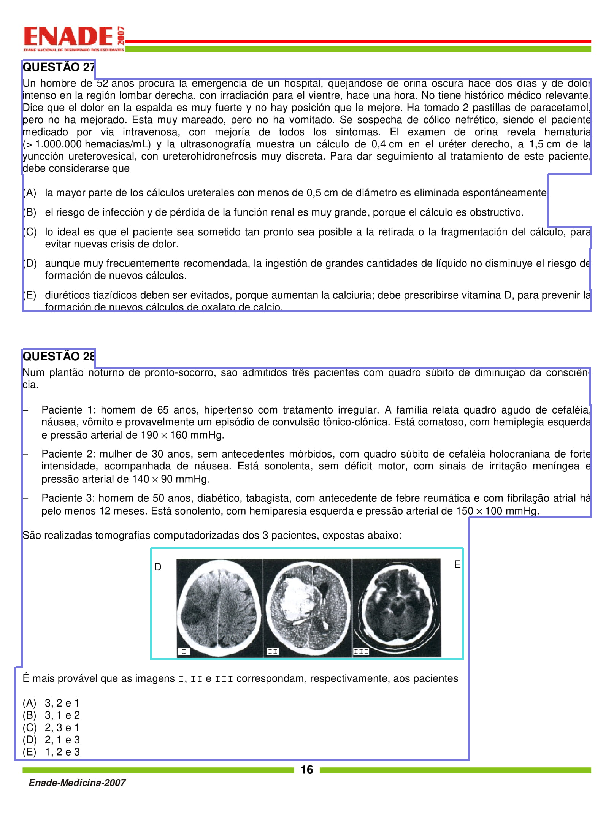 ENADE 2007
EXAME NACIONAL DE DESEMPENHO DOS ESTUDANTES
QUESTÃO 27
Un hombre de 52 años procura la emergencia de un hospital, quejándose de orina oscura hace dos días y de dolor
intenso en la región lombar derecha, con irradiación para el vientre, hace una hora. No tiene histórico médico relevante.
Dice que el dolor en la espalda es muy fuerte y no hay posición que le mejore. Ha tomado 2 pastillas de paracetamol,
pero no ha mejorado. Esta muy mareado, pero no ha vomitado. Se sospecha de cólico nefrético, siendo el paciente
medicado por via intravenosa, con mejoría de todos los sintomas. El examen de orina revela hematuria
(> 1.000.000 hemacias/mL) y la ultrasonografía muestra un cálculo de 0,4 cm en el uréter derecho, a 1,5 cm de la
yuncción ureterovesical, con ureterohidronefrosis muy discreta. Para dar seguimiento al tratamiento de este paciente,
debe considerarse que
(A) la mayor parte de los cálculos ureterales con menos de 0,5 cm de diámetro es eliminada espontáneamente.
(B) el risgo de infección y de pérdida de la función renal es muy grande, porque el cálculo es obstructivo.
(C) lo ideal es que el paciente sea sometido tan pronto sea posible a la retirada o la fragmentación del cálculo, para
evitar nuevas crisis de dolor.
(D) aunque muy frecuentemente recomendada, la ingestión de grandes cantidades de líquido no disminuye el riesgo de
formación de nuevos cálculos.
(E) diuréticos tiazídicos deben ser evitados, porque aumentan la calciuria; debe prescribirse vitamina D, para prevenir la
formación de nuevos cálculos de oxalato de calcio.
QUESTÃO 28
Num plantão noturno de pronto-socorro, são admitidos três pacientes com quadro súbito de diminuição da consciên-
cia.
− Paciente 1: homem de 65 anos, hipertenso com tratamento irregular. A família relata quadro agudo de cefaléia,
náusea, vômito e provavelmente um episódio de convulsão tônico-clônica. Está comatoso, com hemiplegia esquerda
e pressão arterial de 190 × 160 mmHg.
− Paciente 2: mulher de 30 anos, sem antecedentes mórbidos, com quadro súbito de cefaléia holocraniana de forte
intensidade, acompanhada de náusea. Está sonolenta, sem déficit motor, com sinais de irritação meníngea e
pressão arterial de 140 × 90 mmHg.
− Paciente 3: homem de 50 anos, diabético, tabagista, com antecedente de febre reumática e com fibrilação atrial há
pelo menos 12 meses. Está sonolento, com hemiparesia esquerda e pressão arterial de 150 × 100 mmHg.
São realizadas tomografias computadorizadas dos 3 pacientes, expostas abaixo:
D E
I II III
É mais provável que as imagens I, II e III correspondam, respectivamente, aos pacientes
(A) 3, 2 e 1
(B) 3, 1 e 2
(C) 2, 3 e 1
(D) 2, 1 e 3
(E) 1, 2 e 3
16
Enade-Medicina-2007